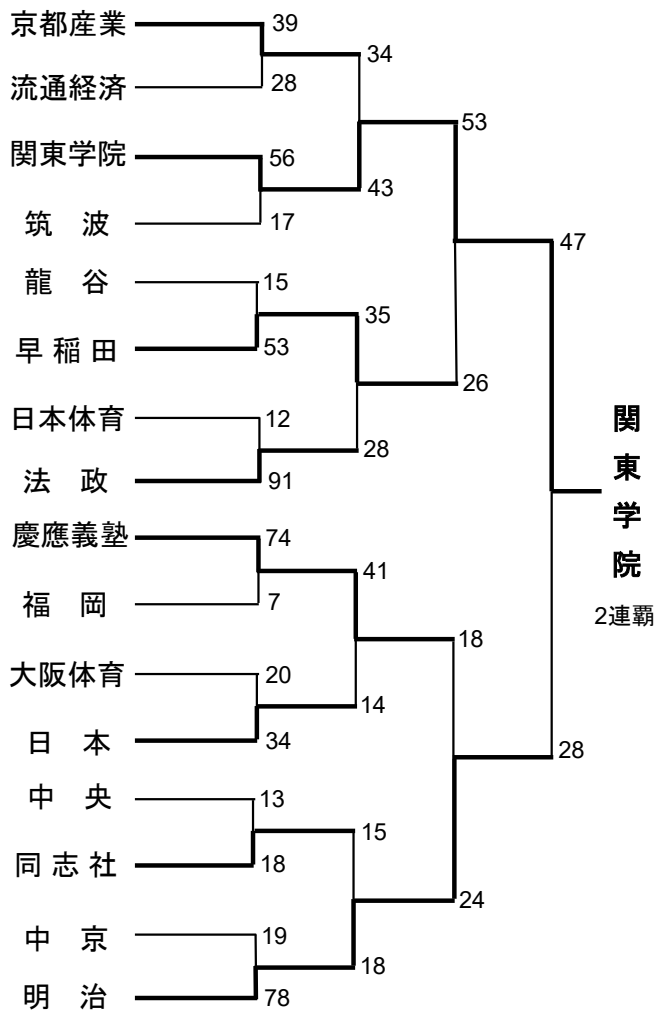 京都産業
39
34
流通経済
28
53
関東学院
56
43
筑　波
17
47
龍　谷
15
35
早 稲 田
53
26
日本体育
12
28
法　政
91
関東学院
2連覇
慶應義塾
74
41
福　岡
7
18
大阪体育
20
14
日　本
34
28
中　央
13
15
同 志 社
18
24
中　京
19
18
明　治
78